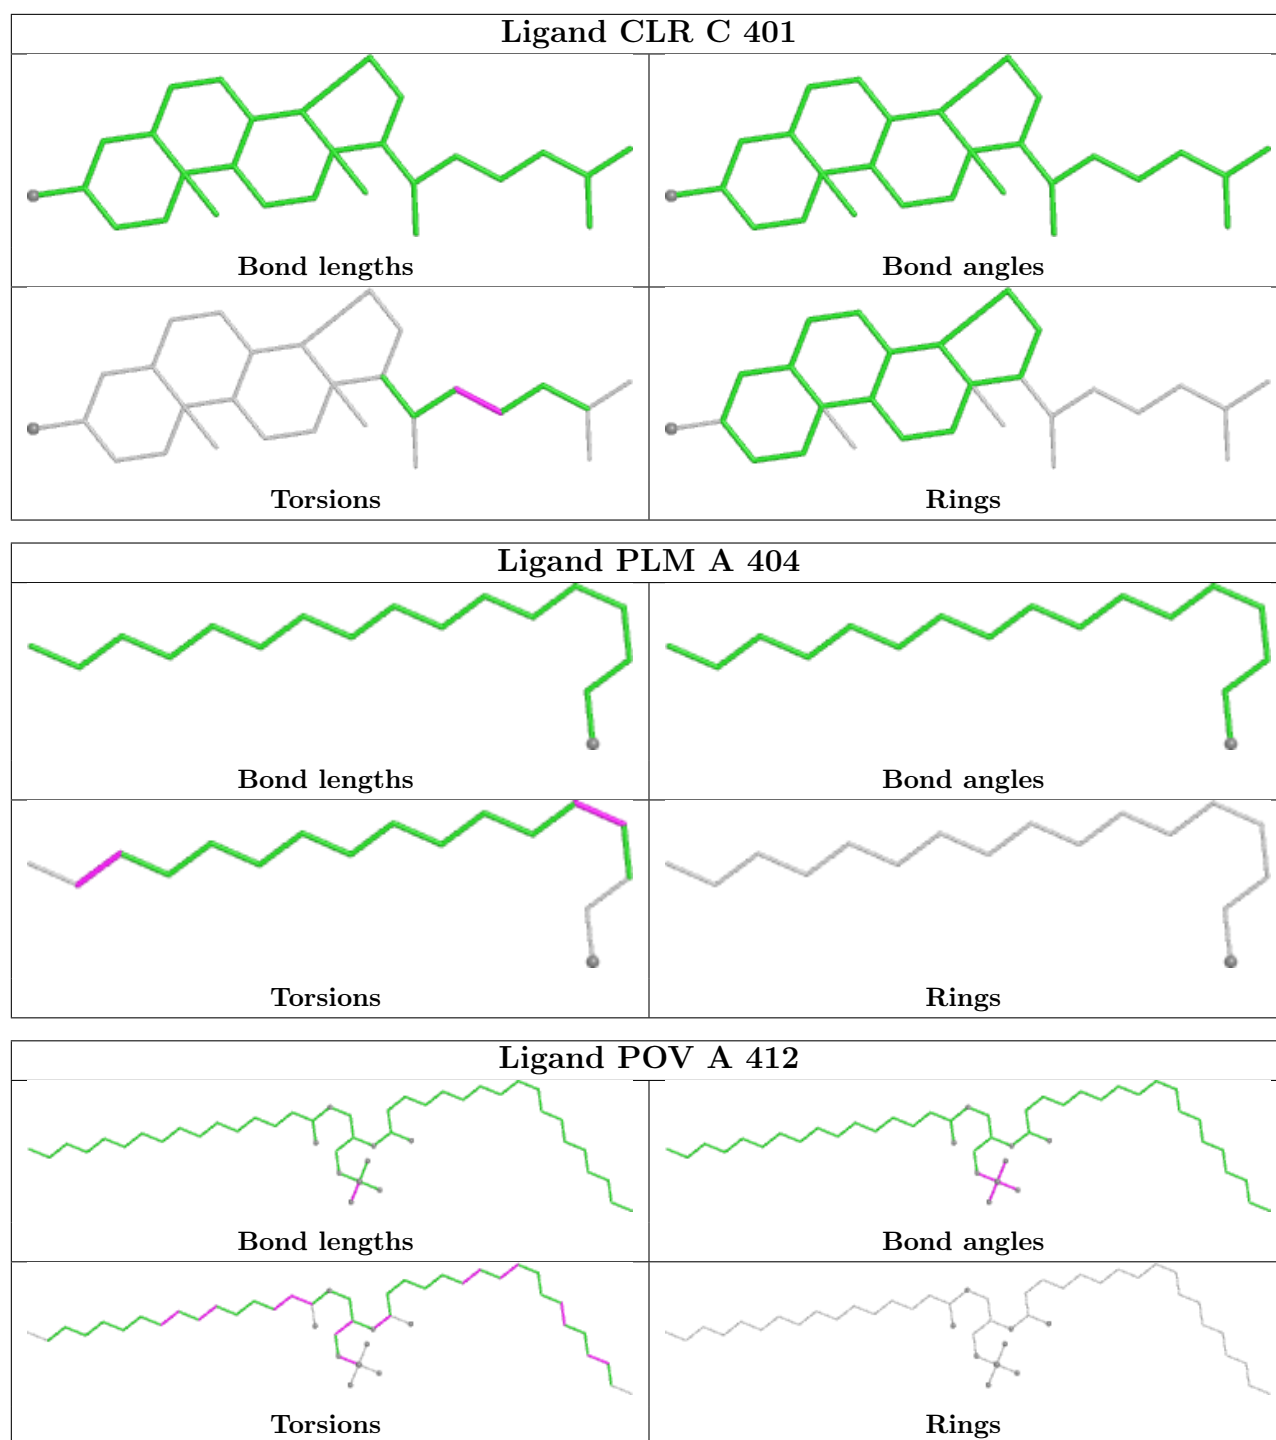 Ligand CLR C 401
Bond lengths
Bond angles
Torsions
Rings
Ligand PLM A 404
Bond lengths
Bond angles
Torsions
Rings
Ligand POV A 412
Bond lengths
Bond angles
Torsions
Rings